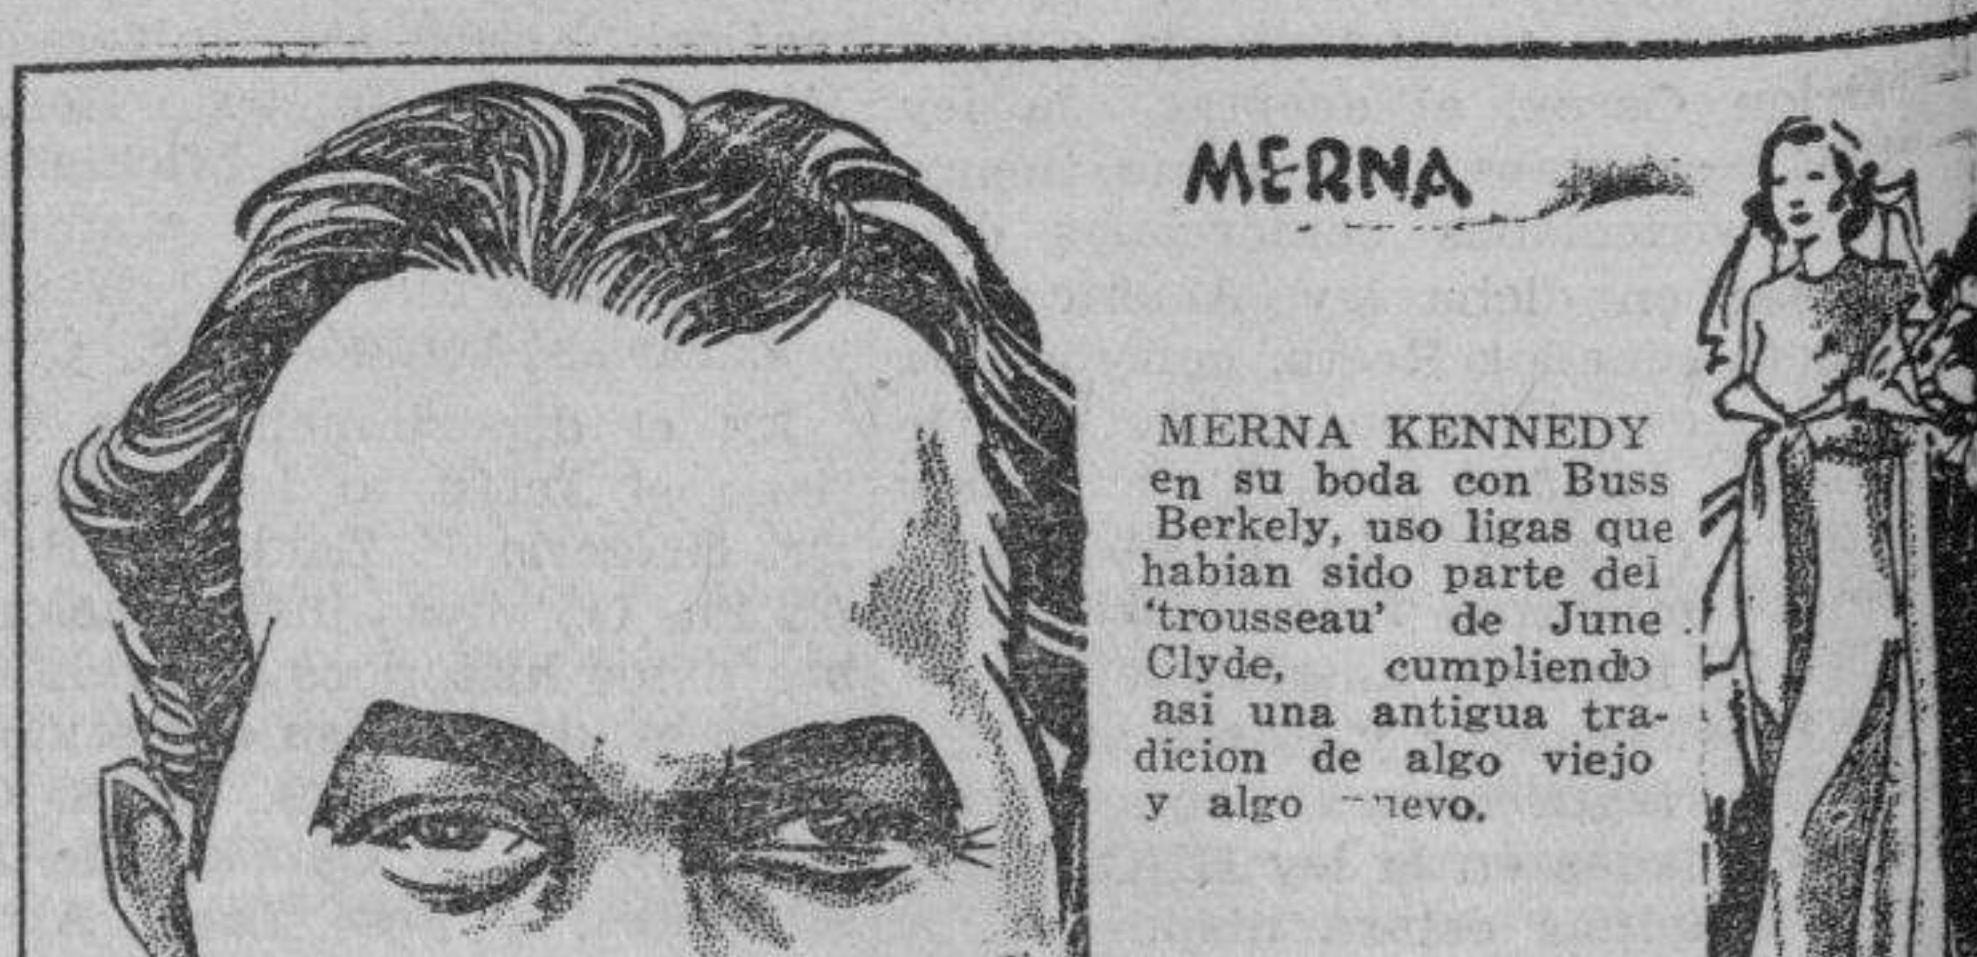 MERNA
MERNA KENNEDY
en su boda con Buss
Berkely, uso ligas que
habian sido parte del
'trousseau' de June
Clyde, cumpliendo
asi una antigua tra-
dicion de algo viejo
y algo